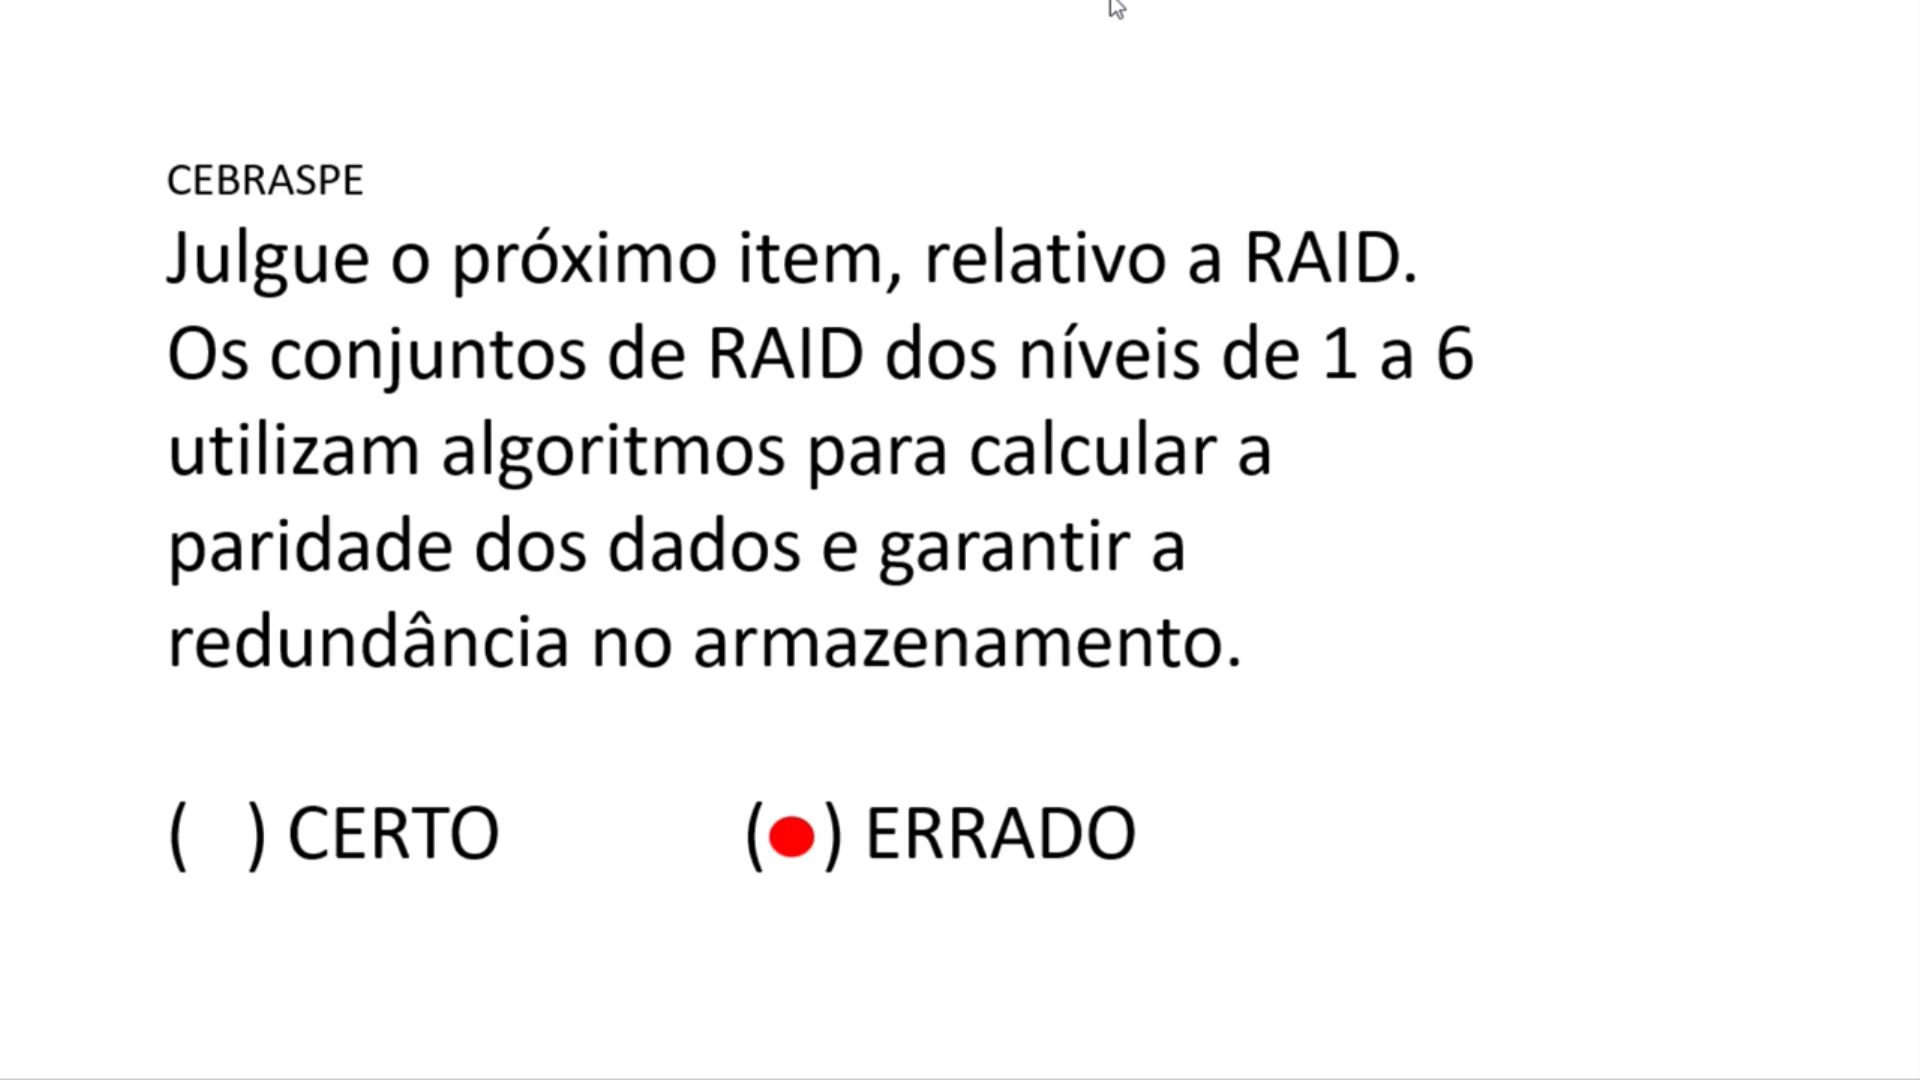 CEBRASPE
Julgue o próximo item, relativo a RAID.
Os conjuntos de RAID dos níveis de 1 a 6
utilizam algoritmos para calcular a
paridade dos dados e garantir a
redundância no armazenamento.
( ) CERTO (●) ERRADO